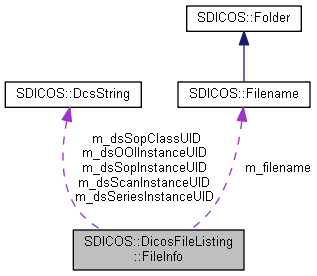 SDICOS::Folder
SDICOS::DcsString
SDICOS::Filename
m_dsSopClassUID
m_dsOOIInstanceUID
m_dsSopInstanceUID
m_dsScanInstanceUID
m_dsSeriesInstanceUID
m_filename
SDICOS::DicosFileListing
::FileInfo